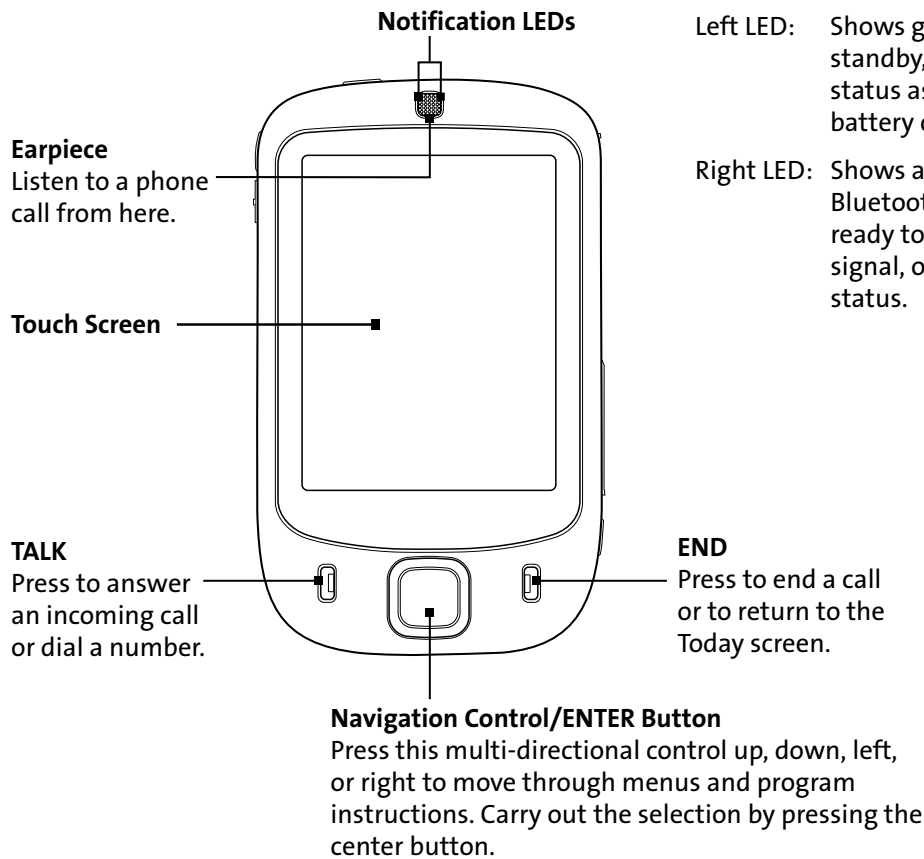 Notification LEDs
Left LED: Shows
standby,
status
battery
Right LED: Shows
ready to
signal,
status.
Earpiece
Listen to a phone
call from here.
Touch Screen
TALK
Press to answer
an incoming call
or dial a number.
END
Press to end a call
or to return to the
Today screen.
Navigation Control/ENTER Button
Press this multi-directional control up, down, left,
or right to move through menus and program
instructions. Carry out the selection by pressing the
center button.